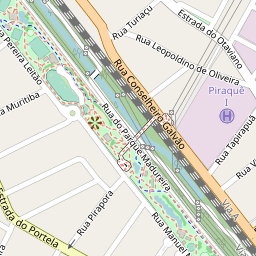 Rua Turiaçu
Estrada do Otaviano
Rua Leopoldino de Oliveira
Pereira Leitão
Rua Conselheiro Galvão
Piraquê
I
H
Muritiba
Rua do Parque Madureira
Rua Tapirapuã
Rua Pirapora
Estrada do Portela
Rua Manuel